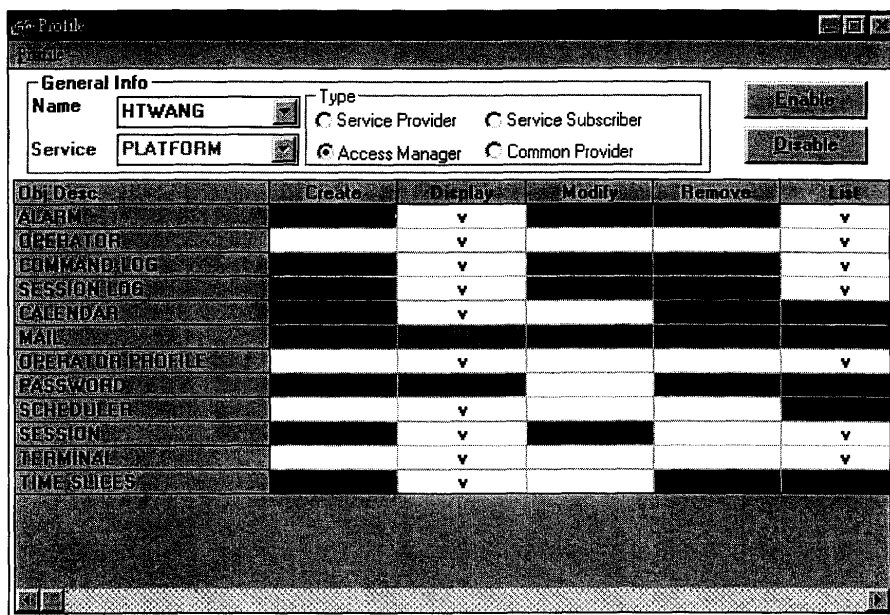 Profile
Profile
General Info
Name HTWANG
Service PLATFORM
Type
Service Provider Service Subscriber
Access Manager Common Provider
Enable
Disable
Obj Desc. Create Display Modify Remove List
ALARM v v
OPERATOR v v
COMMAND LOG v v
SESSION LOG v v
CALENDAR v
MAIL
OPERATOR PROFILE v v
PASSWORD
SCHEDULER v
SESSION v v
TERMINAL v v
TIME SLICES v